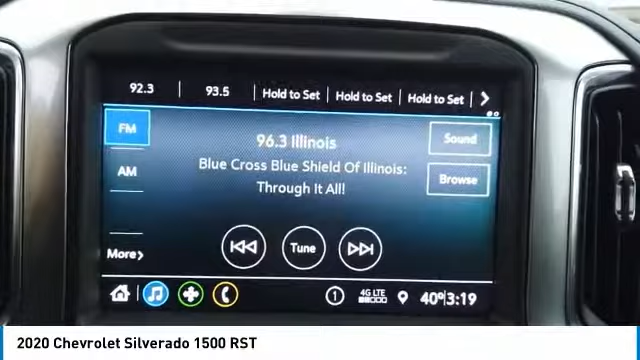 92.3 93.5 Hold to Set Hold to Set Hold to Set
FM
96.3 Illinois
Sound
AM
Blue Cross Blue Shield Of Illinois:
Through It All!
Browse
More
Tune
1 4G LTE 40° 3:19
2020 Chevrolet Silverado 1500 RST